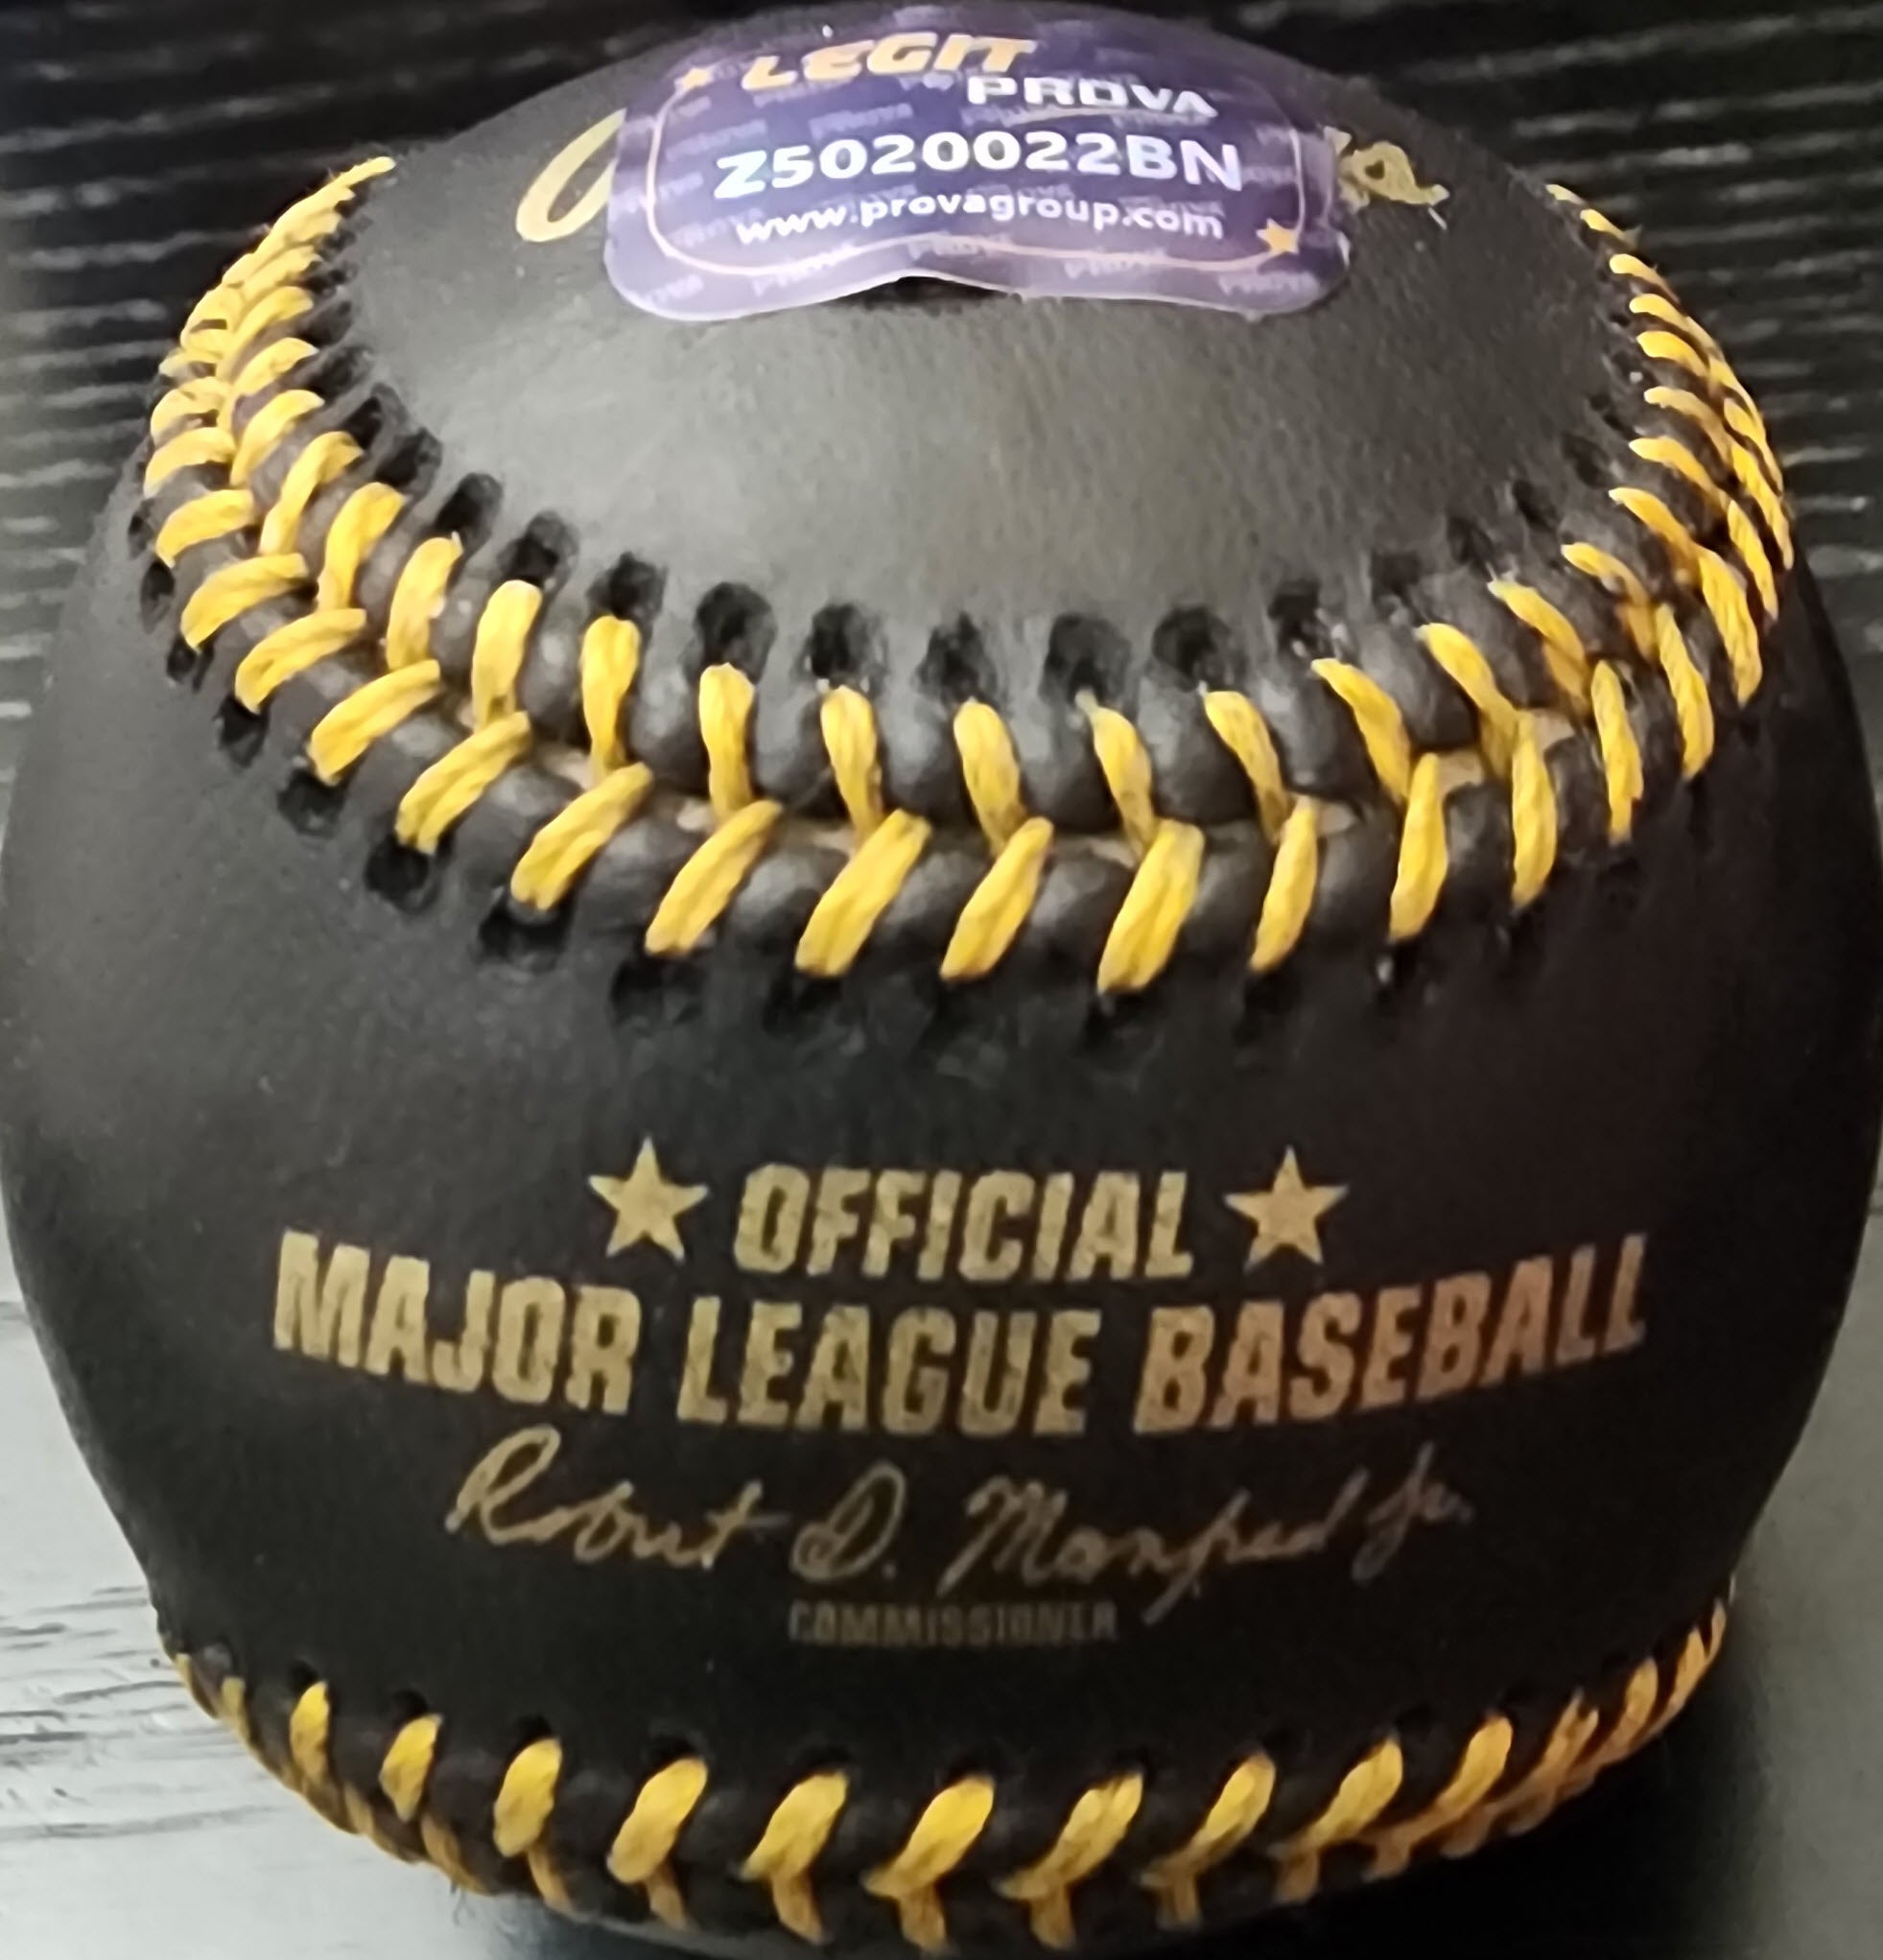 LEGIT
PROVA
Z5020022BN
www.provagroup.com
OFFICIAL
MAJOR LEAGUE BASEBALL
Robert D. Manfred Jr.
COMMISSIONER